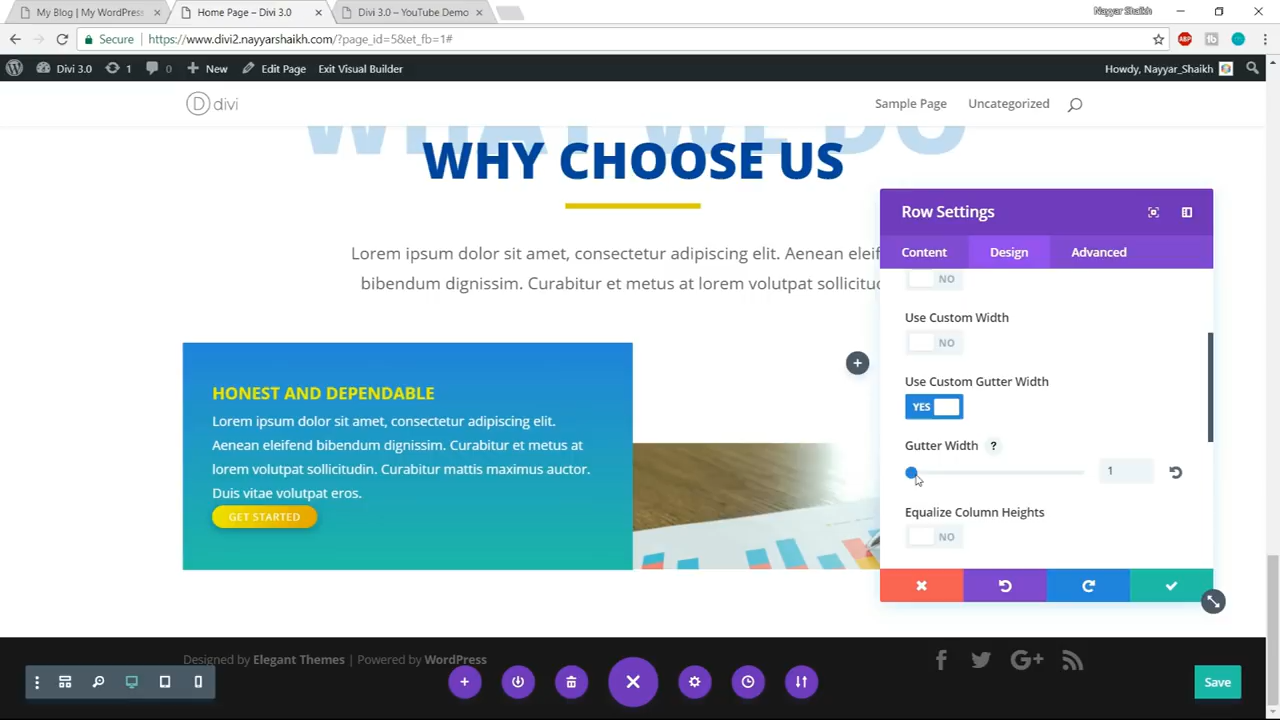 My Blog | My WordPress
Home Page – Divi 3.0
Divi 3.0 – YouTube Demo
Nayyar Shaikh
Secure
https://www.divi2.nayyarshaikh.com/?page_id=5&et_fb=1#
ABP
fb
Divi 3.0
1
0
New
Edit Page
Exit Visual Builder
Howdy, Nayyar_Shaikh
D divi
Sample Page
Uncategorized
WHAT WE DO
WHY CHOOSE US
Lorem ipsum dolor sit amet, consectetur adipiscing elit. Aenean eleif
bibendum dignissim. Curabitur et metus at lorem volutpat sollicitud
HONEST AND DEPENDABLE
Lorem ipsum dolor sit amet, consectetur adipiscing elit.
Aenean eleifend bibendum dignissim. Curabitur et metus at
lorem volutpat sollicitudin. Curabitur mattis maximus auctor.
Duis vitae volutpat eros.
GET STARTED
Row Settings
Content
Design
Advanced
NO
Use Custom Width
NO
Use Custom Gutter Width
YES
Gutter Width ?
1
Equalize Column Heights
NO
Designed by Elegant Themes | Powered by WordPress
G+
Save